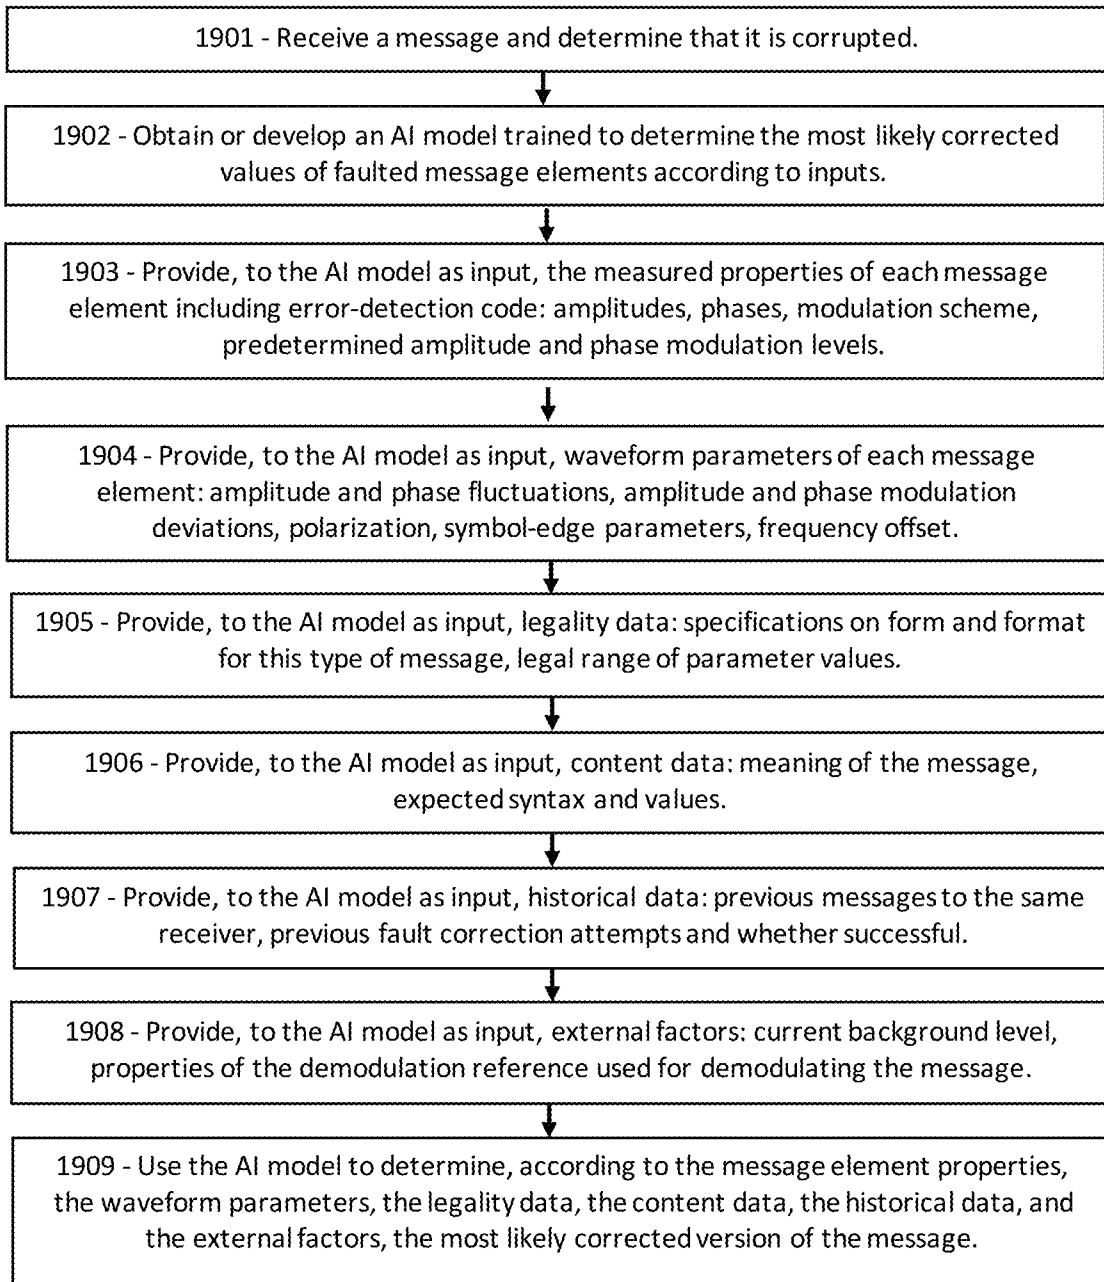 1901 - Receive a message and determine that it is corrupted.
1902 - Obtain or develop an AI model trained to determine the most likely corrected
values of faulted message elements according to inputs.
1903 - Provide, to the AI model as input, the measured properties of each message
element including error-detection code: amplitudes, phases, modulation scheme,
predetermined amplitude and phase modulation levels.
1904 - Provide, to the AI model as input, waveform parameters of each message
element: amplitude and phase fluctuations, amplitude and phase modulation
deviations, polarization, symbol-edge parameters, frequency offset.
1905 - Provide, to the AI model as input, legality data: specifications on form and format
for this type of message, legal range of parameter values.
1906 - Provide, to the AI model as input, content data: meaning of the message,
expected syntax and values.
1907 - Provide, to the AI model as input, historical data: previous messages to the same
receiver, previous fault correction attempts and whether successful.
1908 - Provide, to the AI model as input, external factors: current background level,
properties of the demodulation reference used for demodulating the message.
1909 - Use the AI model to determine, according to the message element properties,
the waveform parameters, the legality data, the content data, the historical data, and
the external factors, the most likely corrected version of the message.